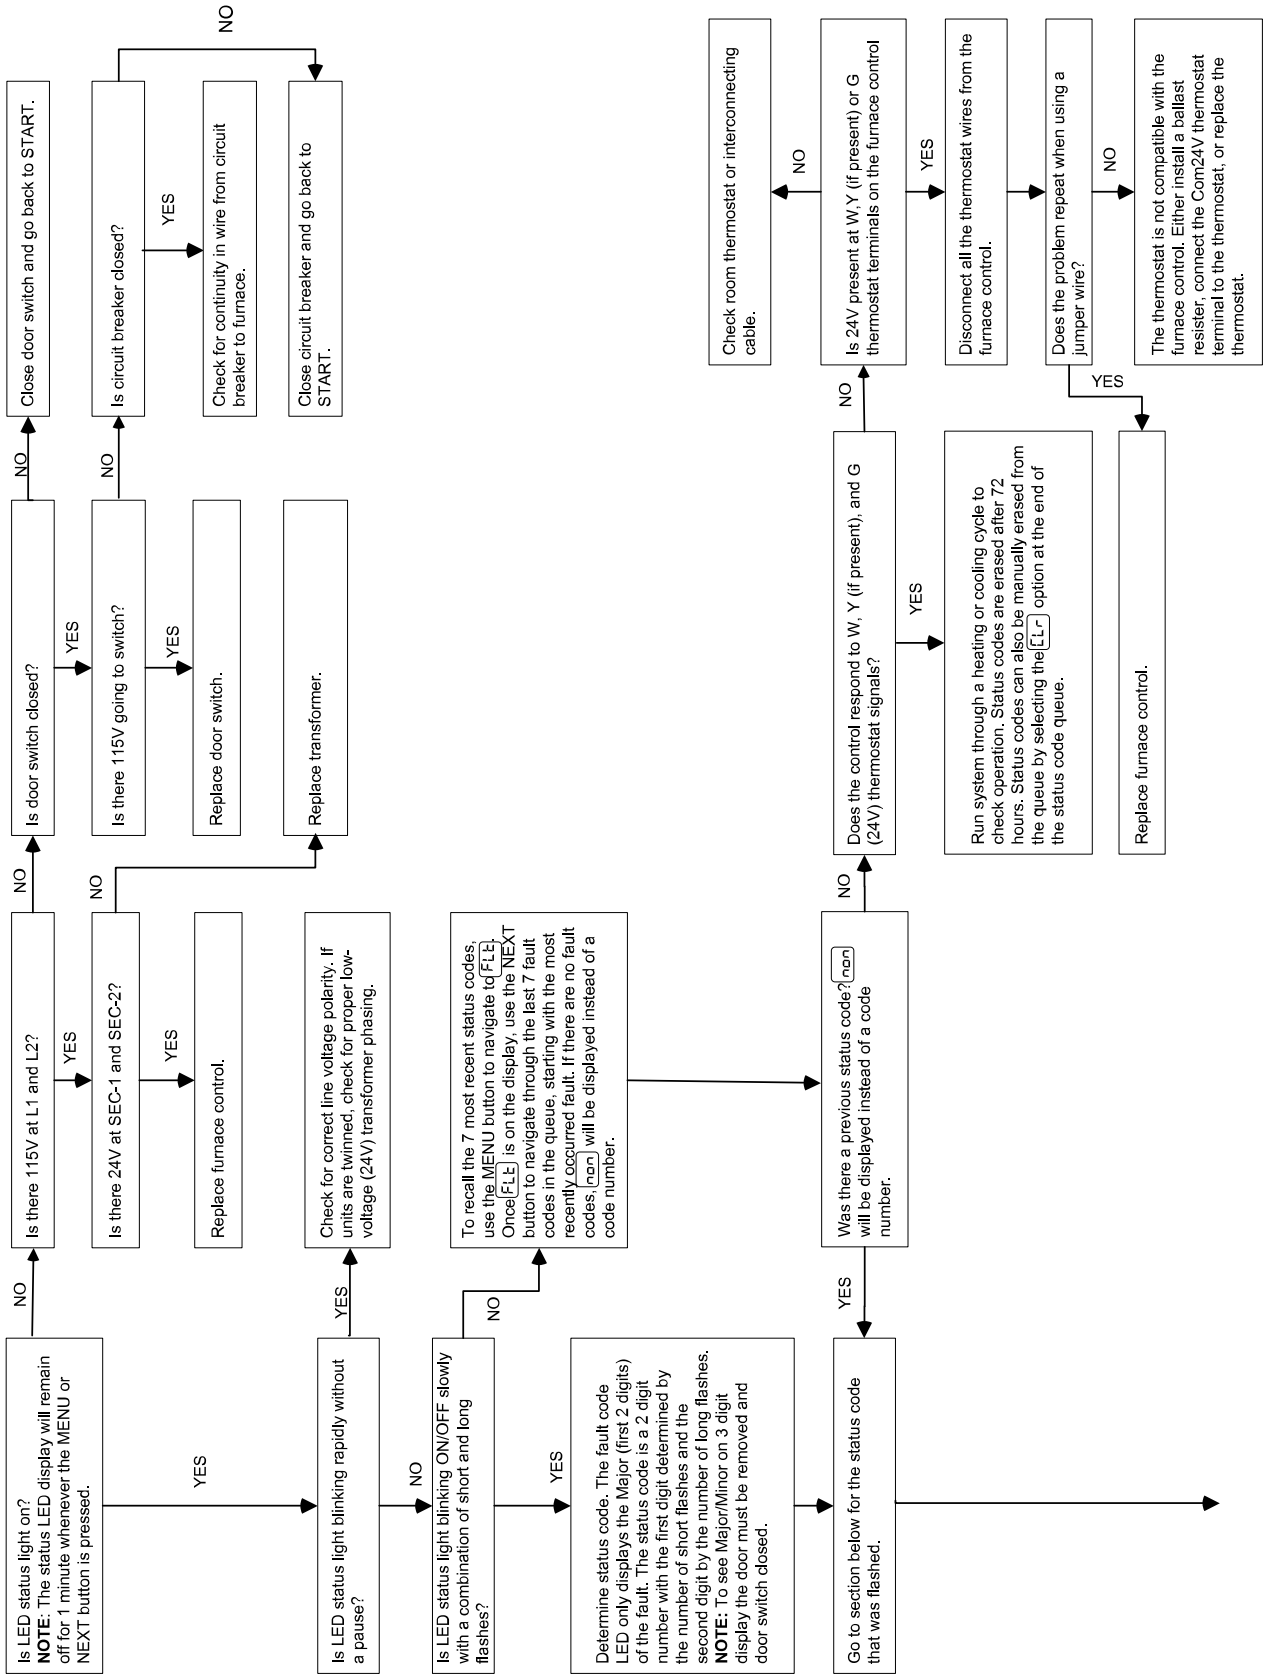 Is LED status light on?
NOTE: The status LED display will remain
off for 1 minute whenever the MENU or
NEXT button is pressed.
NO
Is there 115V at L1 and L2?
NO
Is door switch closed?
NO
Close door switch and go back to START.
YES
YES
Is there 24V at SEC-1 and SEC-2?
NO
Is there 115V going to switch?
NO
Is circuit breaker closed?
NO
YES
YES
YES
Replace furnace control.
Replace door switch.
Check for continuity in wire from circuit
breaker to furnace.
Replace transformer.
Close circuit breaker and go back to
START.
YES
Is LED status light blinking rapidly without
a pause?
YES
Check for correct line voltage polarity. If
units are twinned, check for proper low-
voltage (24V) transformer phasing.
NO
Is LED status light blinking ON/OFF slowly
with a combination of short and long
flashes?
NO
To recall the 7 most recent status codes,
use the MENU button to navigate to FLt.
Once FLt is on the display, use the NEXT
button to navigate through the last 7 fault
codes in the queue, starting with the most
recently occurred fault. If there are no fault
codes, non will be displayed instead of a
code number.
YES
Determine status code. The fault code
LED only displays the Major (first 2 digits)
of the fault. The status code is a 2 digit
number with the first digit determined by
the number of short flashes and the
second digit by the number of long flashes.
NOTE: To see Major/Minor on 3 digit
display the door must be removed and
door switch closed.
Go to section below for the status code
that was flashed.
YES
Was there a previous status code? non
will be displayed instead of a code
number.
NO
Does the control respond to W, Y (if present), and G
(24V) thermostat signals?
NO
Is 24V present at W,Y (if present) or G
thermostat terminals on the furnace control
NO
Check room thermostat or interconnecting
cable.
YES
YES
Run system through a heating or cooling cycle to
check operation. Status codes are erased after 72
hours. Status codes can also be manually erased from
the queue by selecting the CLr option at the end of
the status code queue.
Disconnect all the thermostat wires from the
furnace control.
Does the problem repeat when using a
jumper wire?
YES
Replace furnace control.
NO
The thermostat is not compatible with the
furnace control. Either install a ballast
resister, connect the Com24V thermostat
terminal to the thermostat, or replace the
thermostat.